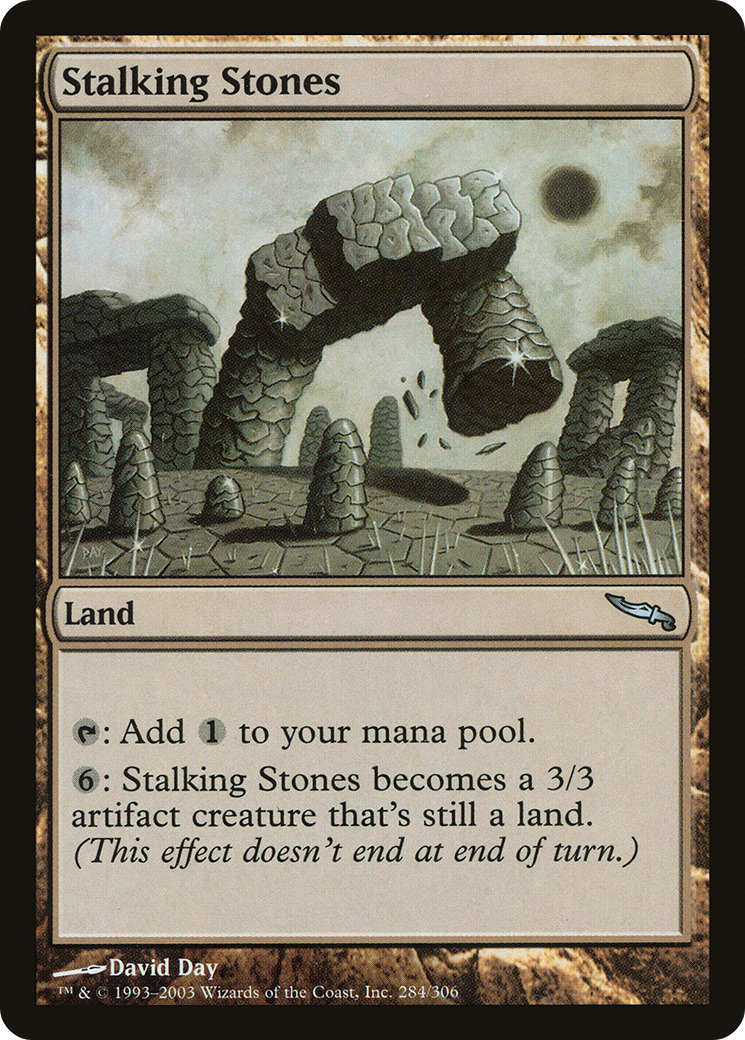 Stalking Stones
DAY
Land
T: Add 1 to your mana pool.
6: Stalking Stones becomes a 3/3
artifact creature that's still a land.
(This effect doesn't end at end of turn.)
David Day
™ & © 1993–2003 Wizards of the Coast, Inc. 284/306